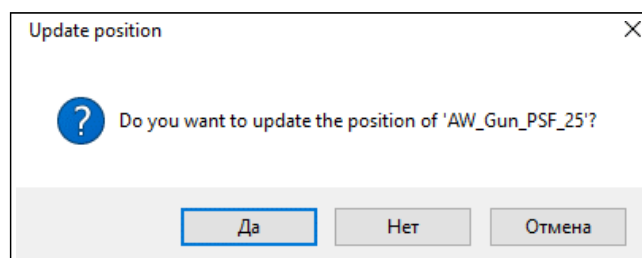 Update position
Do you want to update the position of 'AW_Gun_PSF_25'?
Да
Нет
Отмена